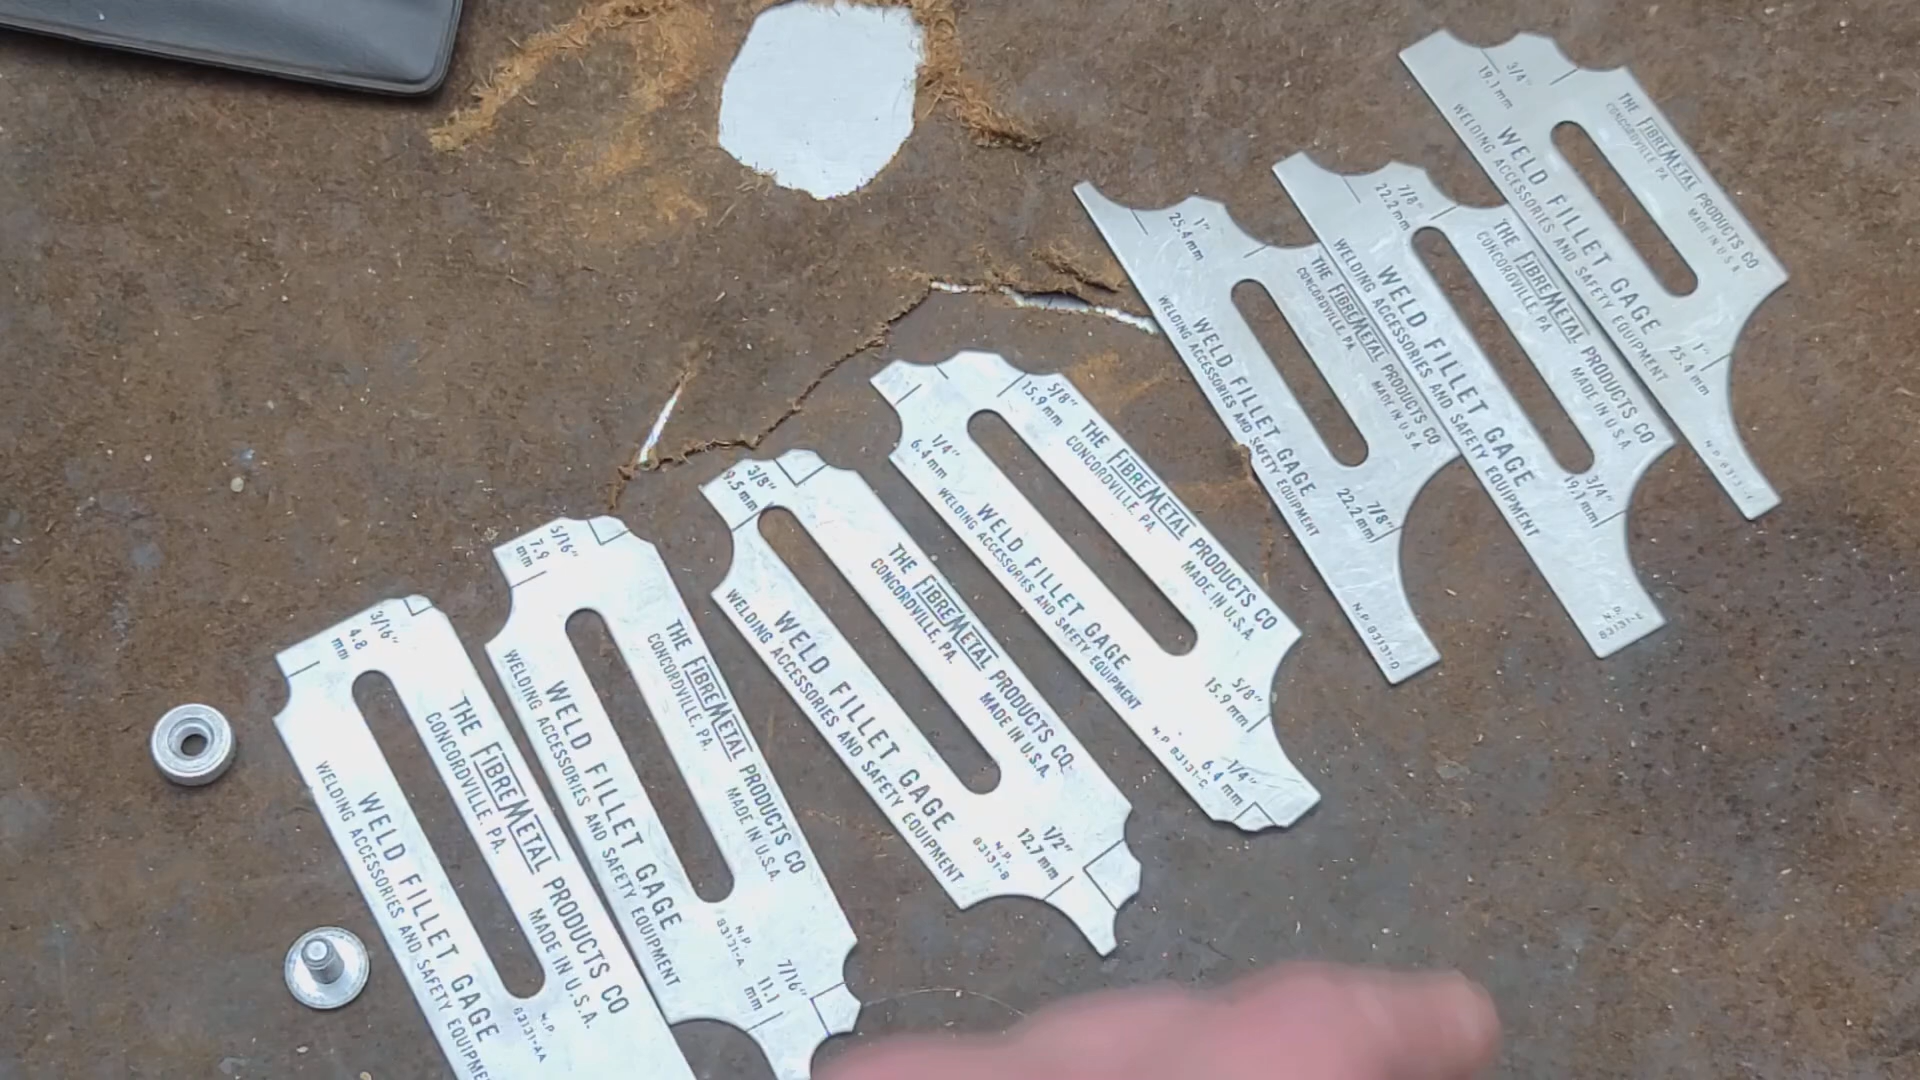 3/16"
4.8
mm
THE FIBREMETAL PRODUCTS CO
CONCORDVILLE, PA. MADE IN U.S.A.
WELD FILLET GAGE
WELDING ACCESSORIES AND SAFETY EQUIPME
N.P.
83131-AA
5/16"
7.9
mm
THE FIBREMETAL PRODUCTS CO
CONCORDVILLE, PA. MADE IN U.S.A.
WELD FILLET GAGE
WELDING ACCESSORIES AND SAFETY EQUIPMENT
N.P.
83131-A
7/16"
11.1
mm
3/8"
9.5mm
THE FIBREMETAL PRODUCTS CO.
CONCORDVILLE, PA. MADE IN U.S.A.
WELD FILLET GAGE
WELDING ACCESSORIES AND SAFETY EQUIPMENT
N.P.
83131-B
1/2"
12.7 mm
5/8"
15.9mm
1/4"
6.4 mm
THE FIBREMETAL PRODUCTS CO
CONCORDVILLE, PA. MADE IN U.S.A.
WELD FILLET GAGE
WELDING ACCESSORIES AND SAFETY EQUIPMENT
N.P. 83131-C
5/8"
15.9 mm
1/4"
6.4 mm
1"
25.4 mm
THE FIBREMETAL PRODUCTS CO
CONCORDVILLE, PA. MADE IN U.S.A.
WELD FILLET GAGE
WELDING ACCESSORIES AND SAFETY EQUIPMENT
7/8"
22.2 mm
N.P. 83131-D
7/8"
22.2 mm
THE FIBREMETAL PRODUCTS CO
CONCORDVILLE, PA MADE IN U.S.A.
WELD FILLET GAGE
WELDING ACCESSORIES AND SAFETY EQUIPMENT
3/4"
19.1 mm
3/4"
19.1 mm
THE FIBREMETAL PRODUCTS CO
CONCORDVILLE, PA MADE IN U.S.A
WELD FILLET GAGE
WELDING ACCESSORIES AND SAFETY EQUIPMENT
1"
25.4 mm